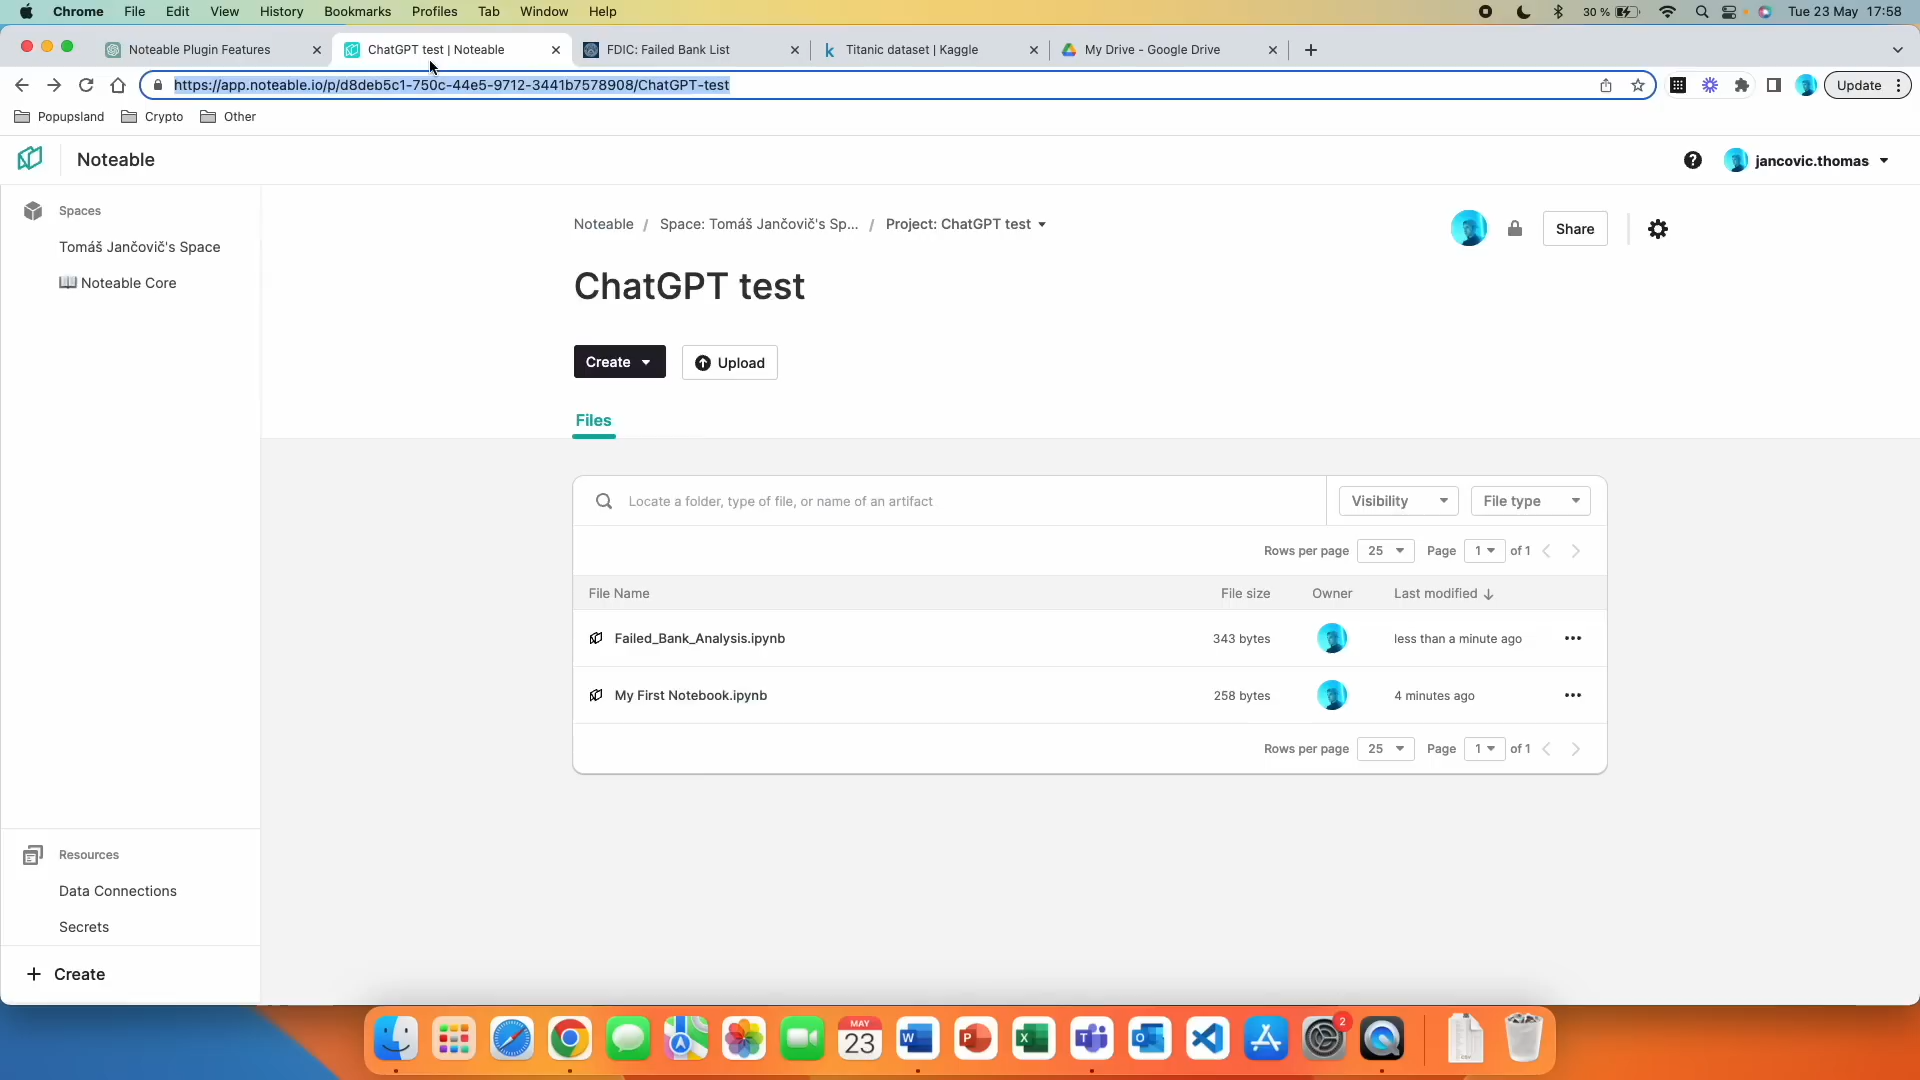 Chrome File Edit View History Bookmarks Profiles Tab Window Help 30 % Tue 23 May 17:58
Noteable Plugin Features ChatGPT test | Noteable FDIC: Failed Bank List Titanic dataset | Kaggle My Drive - Google Drive
https://app.noteable.io/p/d8deb5c1-750c-44e5-9712-3441b7578908/ChatGPT-test Update
Popupsland Crypto Other
Noteable jancovic.thomas
Spaces
Tomáš Jančovič's Space
Noteable Core
Noteable / Space: Tomáš Jančovič's Sp... / Project: ChatGPT test Share
ChatGPT test
Create Upload
Files
Locate a folder, type of file, or name of an artifact Visibility File type
Rows per page 25 Page 1 of 1
File Name File size Owner Last modified
Failed_Bank_Analysis.ipynb 343 bytes less than a minute ago
My First Notebook.ipynb 258 bytes 4 minutes ago
Rows per page 25 Page 1 of 1
Resources
Data Connections
Secrets
+ Create
MAY
23
2